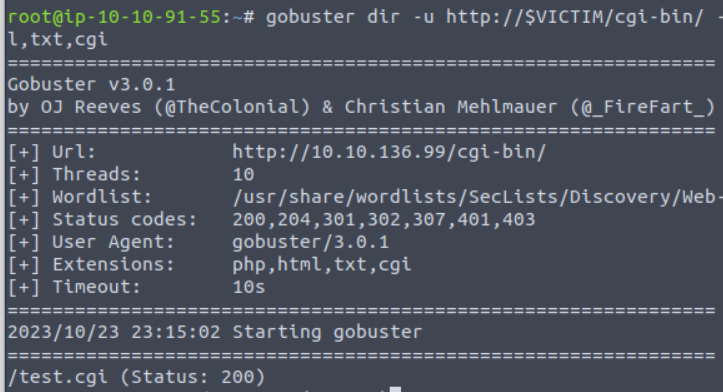 root@ip-10-10-91-55:~# gobuster dir -u http://$VICTIM/cgi-bin/ -
l,txt,cgi
===============================================================
Gobuster v3.0.1
by OJ Reeves (@TheColonial) & Christian Mehlmauer (@_FireFart_)
===============================================================
[+] Url:            http://10.10.136.99/cgi-bin/
[+] Threads:        10
[+] Wordlist:       /usr/share/wordlists/SecLists/Discovery/Web-
[+] Status codes:   200,204,301,302,307,401,403
[+] User Agent:     gobuster/3.0.1
[+] Extensions:     php,html,txt,cgi
[+] Timeout:        10s
===============================================================
2023/10/23 23:15:02 Starting gobuster
===============================================================
/test.cgi (Status: 200)